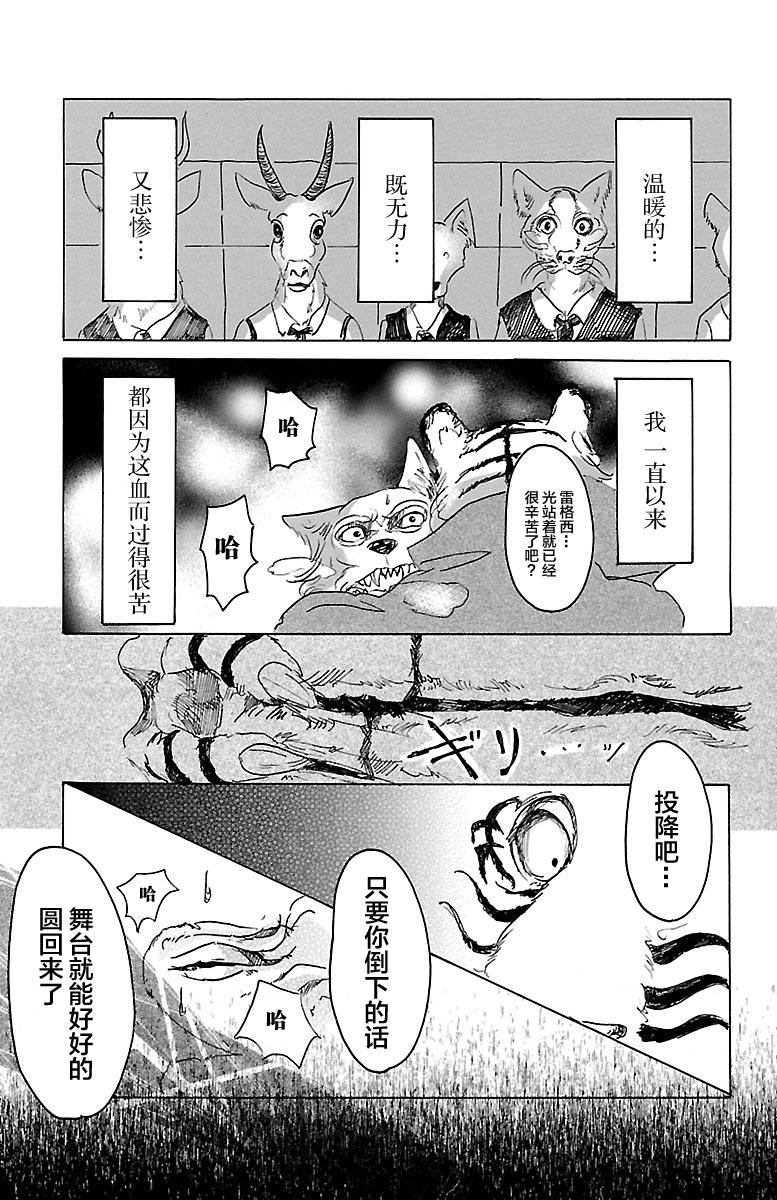 温暖的…
既无力…
又悲惨…
我一直以来
雷格西…
光站着就已经
很辛苦了吧？
哈
哈
都因为这血而过得很苦
ギリ……
投降吧…
只要你倒下的话
哈
哈
舞台就能好好的
圆回来了